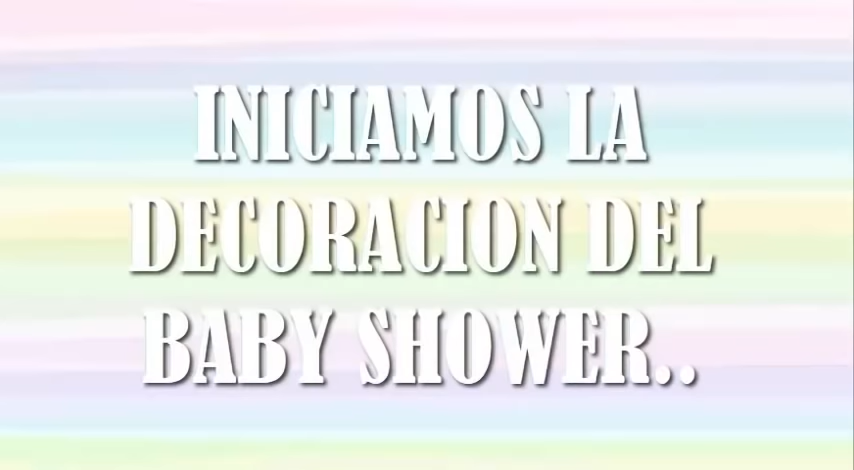 INICIAMOS LA
DECORACION DEL
BABY SHOWER..